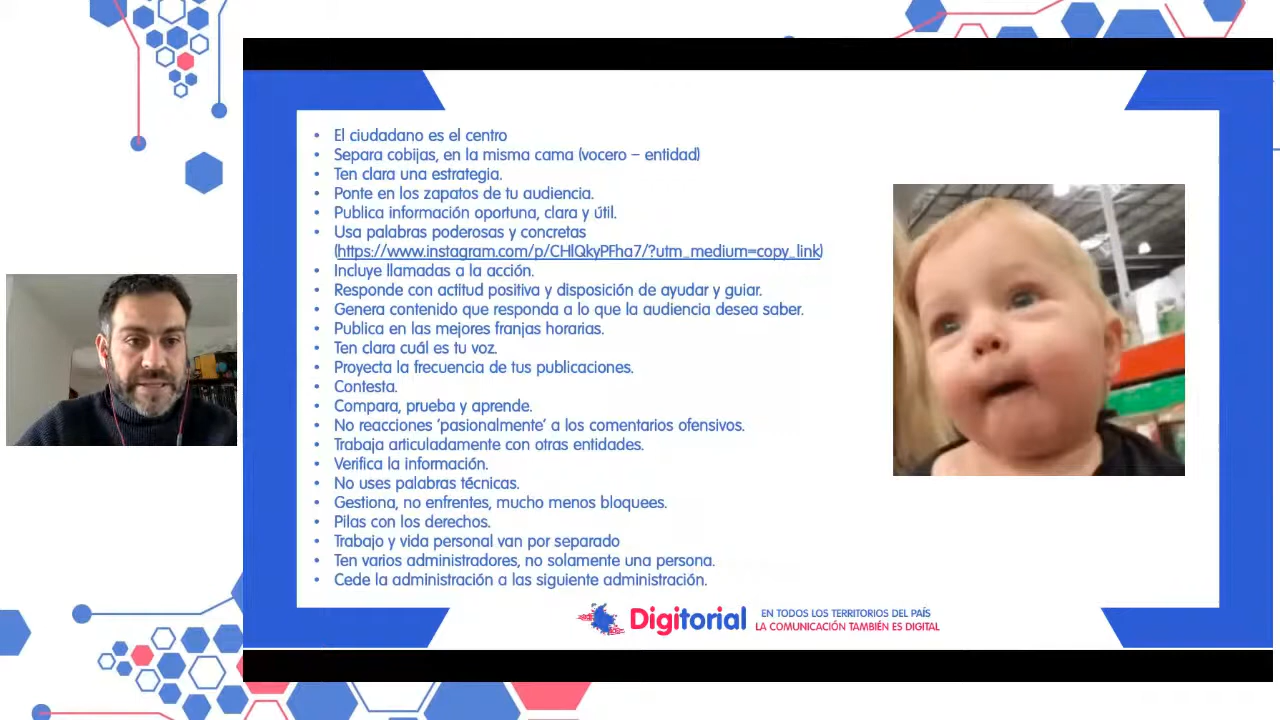 • El ciudadano es el centro
• Separa cobijas, en la misma cama (vocero – entidad)
• Ten clara una estrategia.
• Ponte en los zapatos de tu audiencia.
• Publica información oportuna, clara y útil.
• Usa palabras poderosas y concretas
(https://www.instagram.com/p/CHlQkyPFha7/?utm_medium=copy_link)
• Incluye llamadas a la acción.
• Responde con actitud positiva y disposición de ayudar y guiar.
• Genera contenido que responda a lo que la audiencia desea saber.
• Publica en las mejores franjas horarias.
• Ten clara cuál es tu voz.
• Proyecta la frecuencia de tus publicaciones.
• Contesta.
• Compara, prueba y aprende.
• No reacciones ‘pasionalmente’ a los comentarios ofensivos.
• Trabaja articuladamente con otras entidades.
• Verifica la información.
• No uses palabras técnicas.
• Gestiona, no enfrentes, mucho menos bloquees.
• Pilas con los derechos.
• Trabajo y vida personal van por separado
• Ten varios administradores, no solamente una persona.
• Cede la administración a las siguiente administración.
Digitorial
EN TODOS LOS TERRITORIOS DEL PAÍS
LA COMUNICACIÓN TAMBIÉN ES DIGITAL